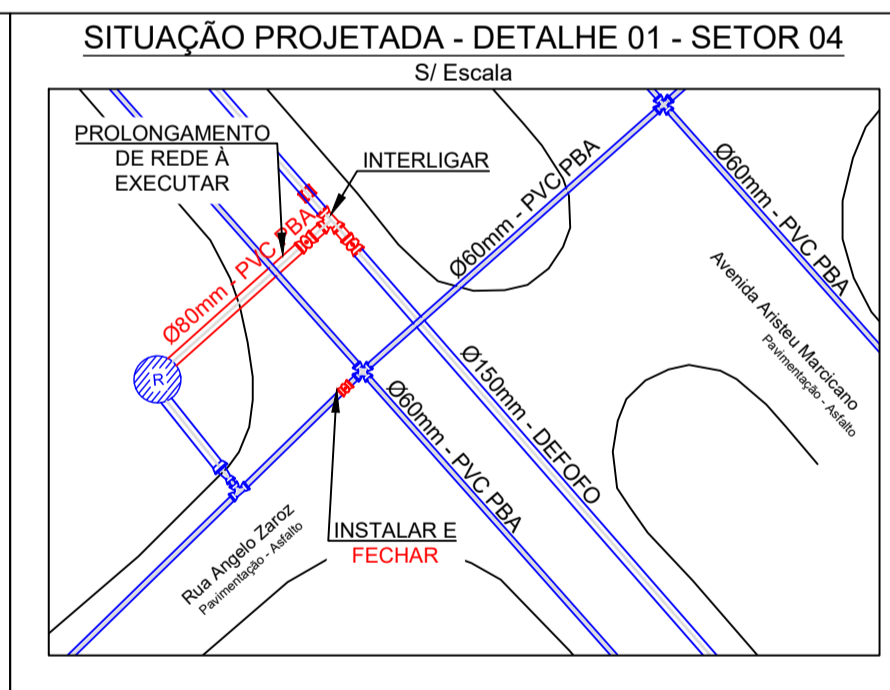 SITUAÇÃO PROJETADA - DETALHE 01 - SETOR 04
S/ Escala
PROLONGAMENTO
DE REDE À
EXECUTAR
INTERLIGAR
Ø80mm - PVC PBA
Ø60mm - PVC PBA
Ø60mm - PVC PBA
Avenida Aristeu Marcicano
Pavimentação - Asfalto
R
Ø150mm - DEFOFO
Ø60mm - PVC PBA
INSTALAR E
FECHAR
Rua Angelo Zaroz
Pavimentação - Asfalto